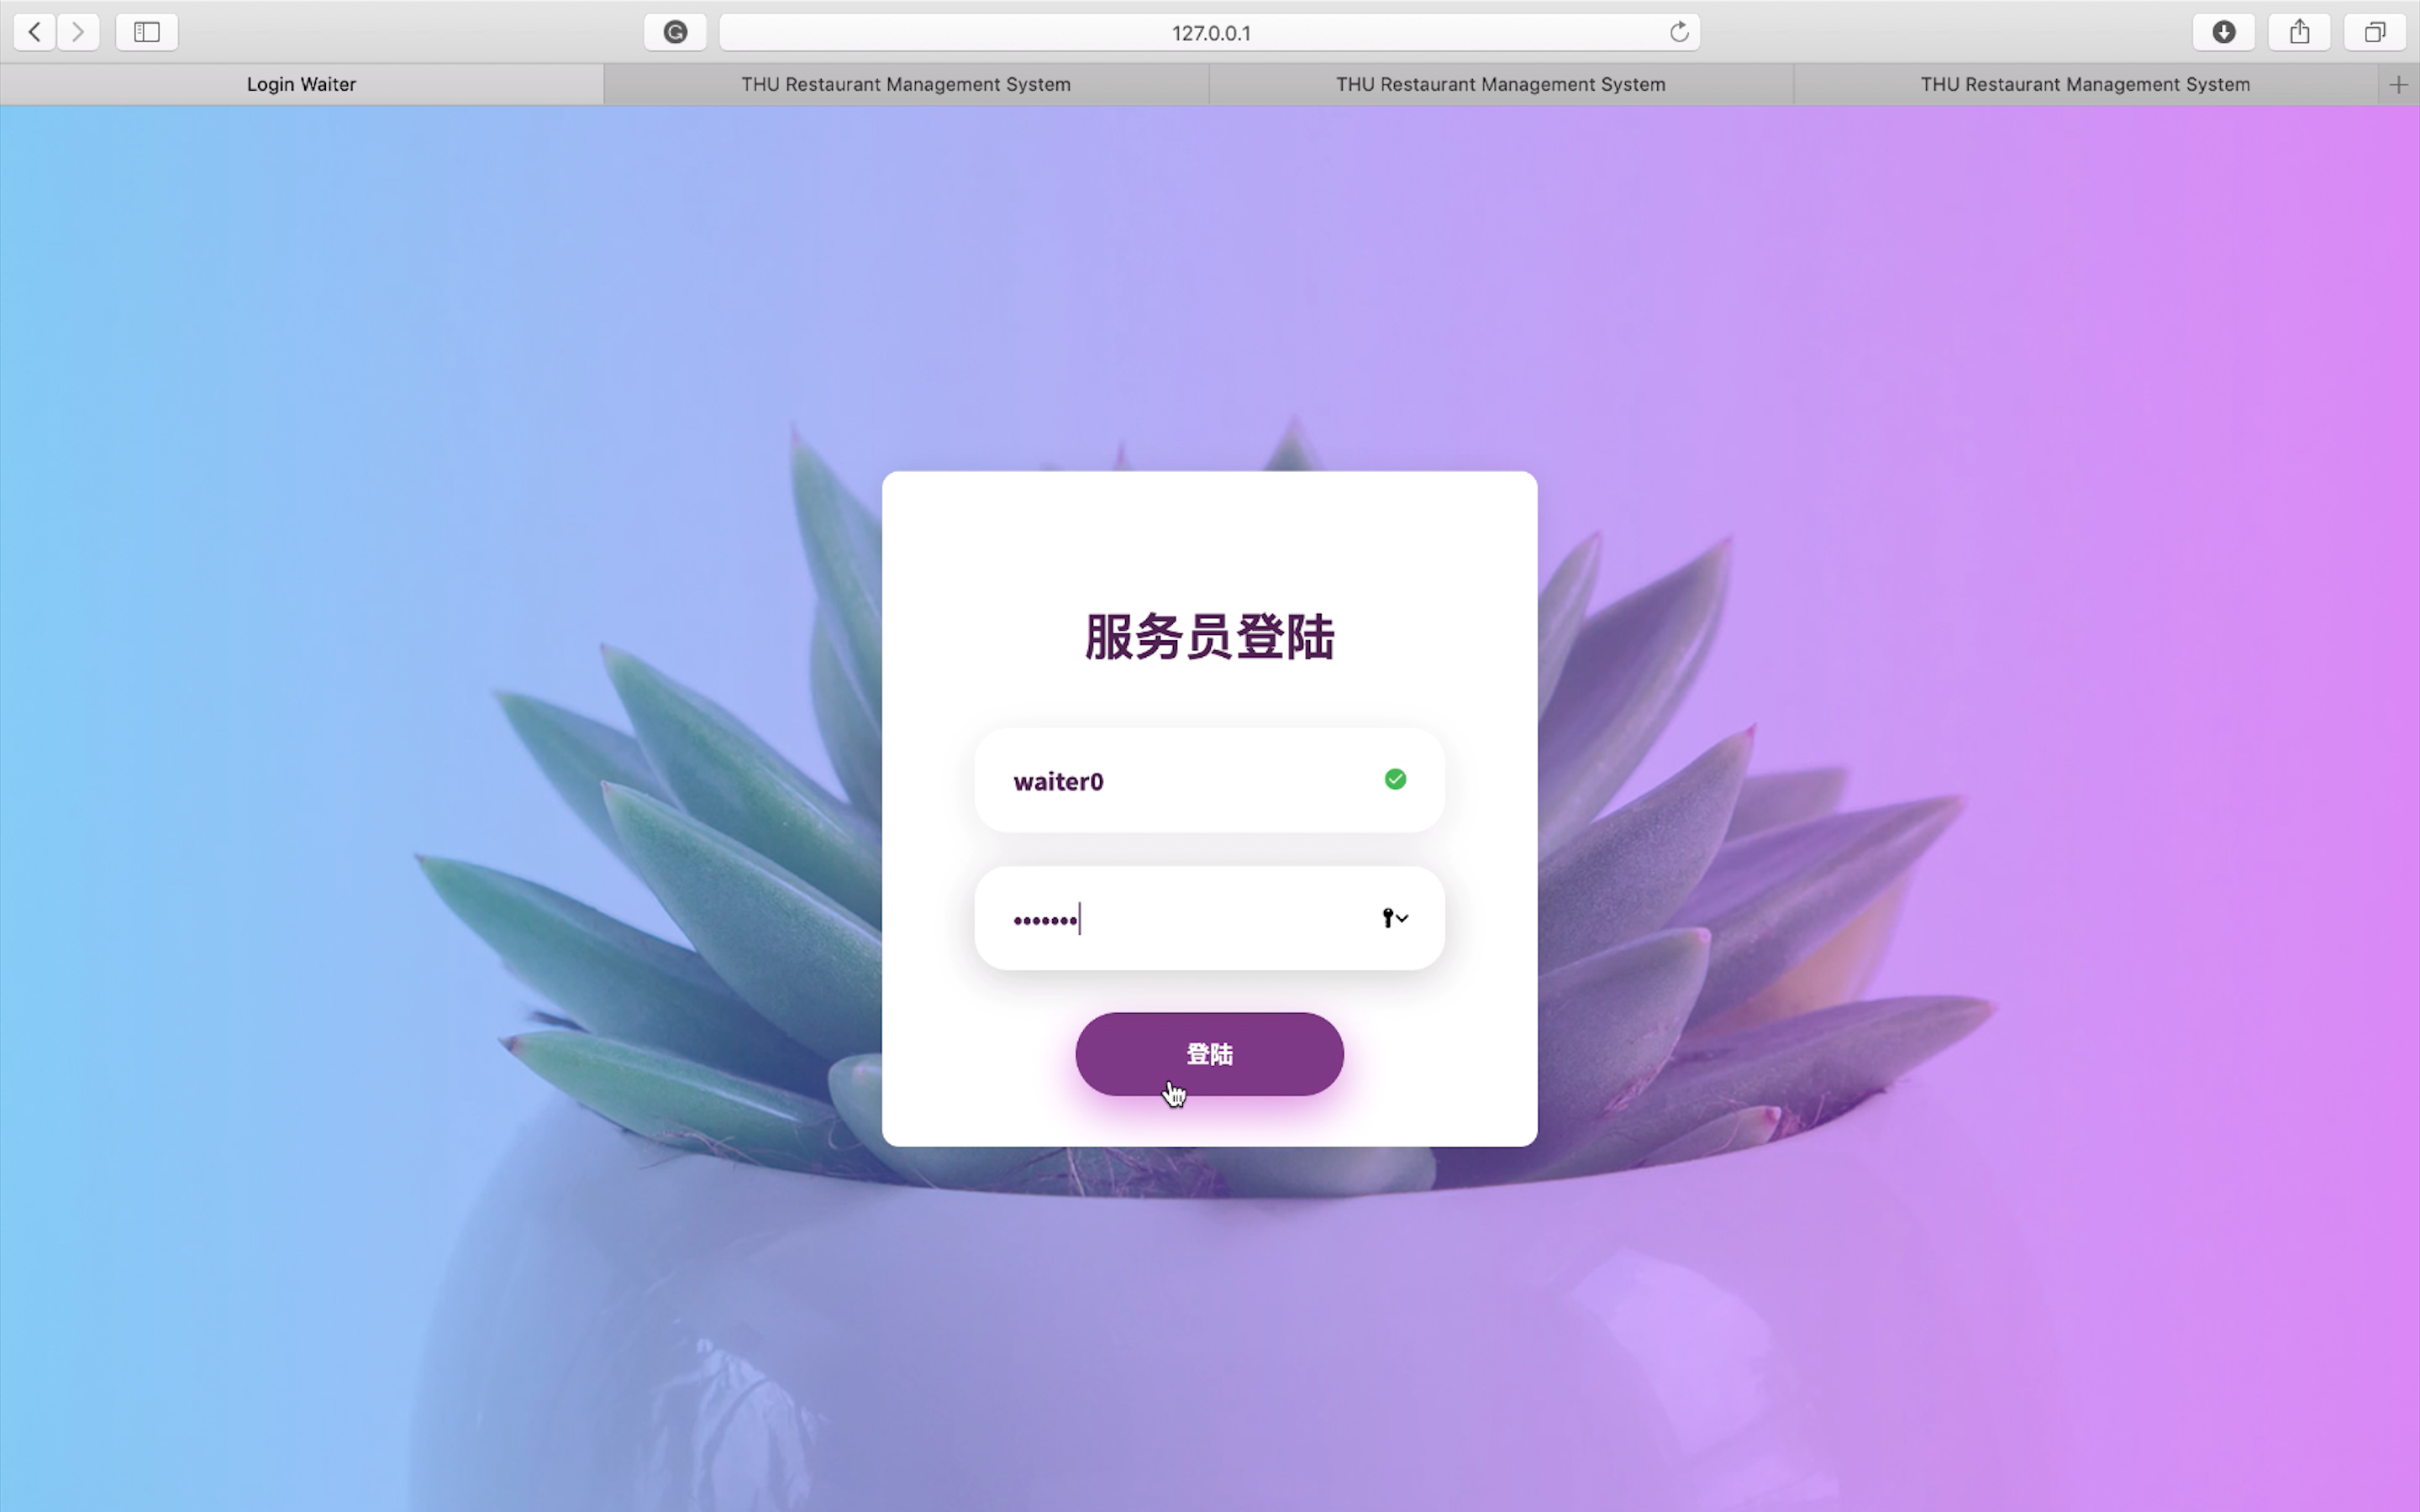 127.0.0.1
Login Waiter
THU Restaurant Management System
THU Restaurant Management System
THU Restaurant Management System
服务员登陆
waiter0
•••••••
登陆